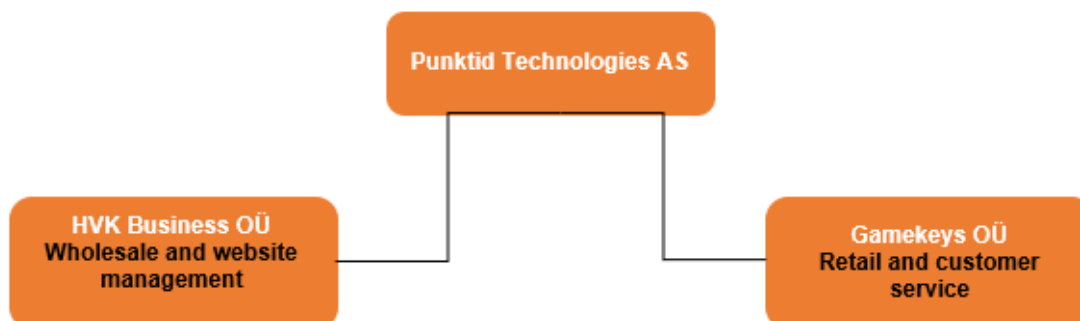 Punktid Technologies AS
HVK Business OÜ
Wholesale and website
management
Gamekeys OÜ
Retail and customer
service